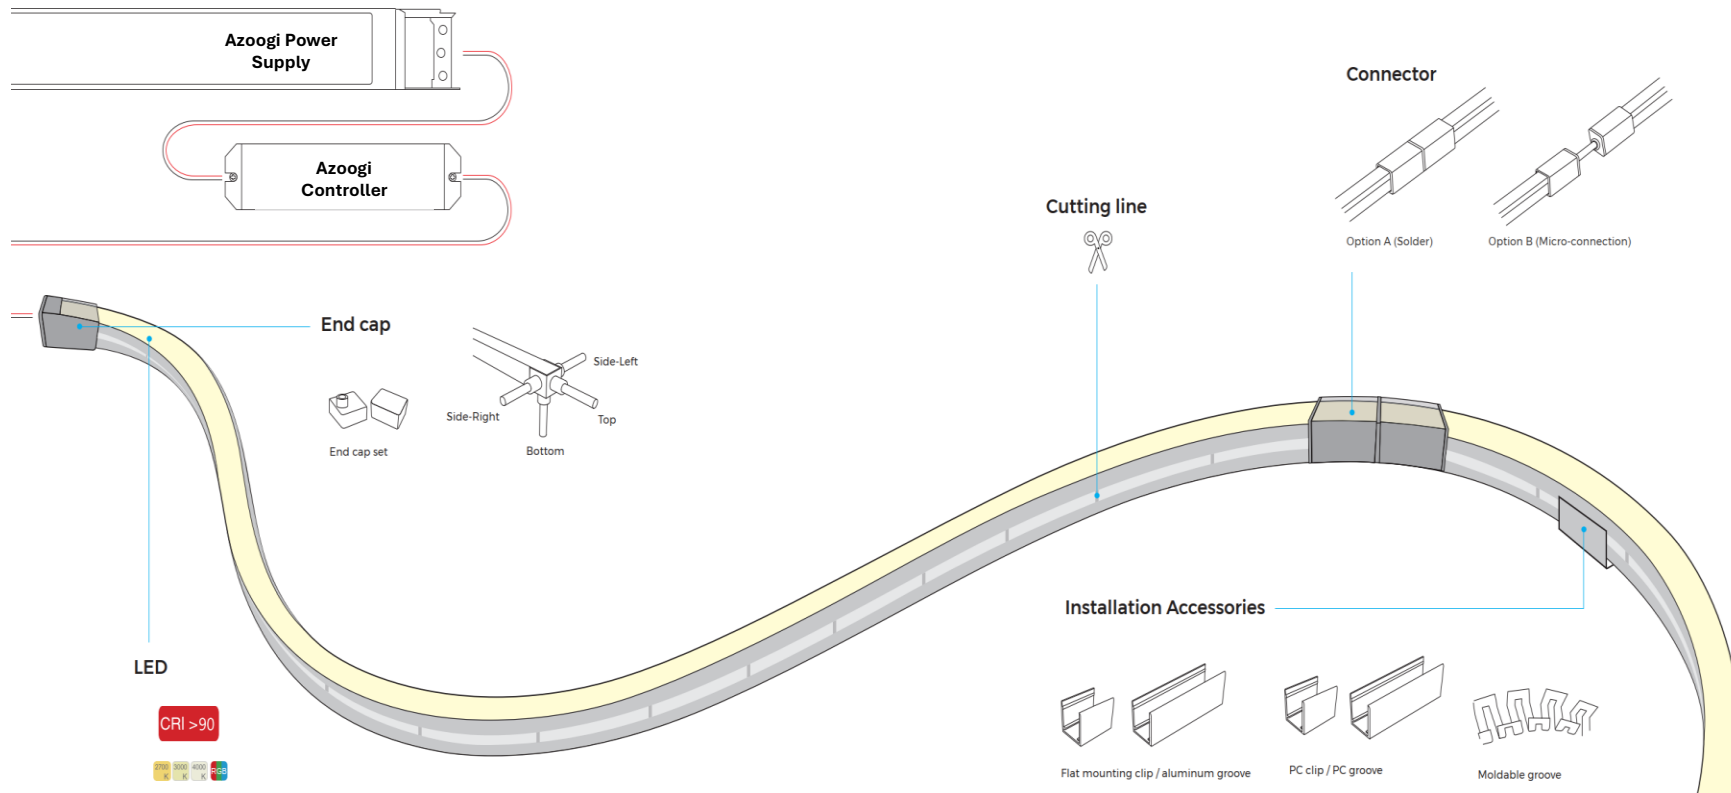 Azoogi Power
Supply
Azoogi
Controller
Connector
Option A (Solder)
Option B (Micro-connection)
Cutting line
End cap
End cap set
Side-Left
Side-Right
Top
Bottom
LED
CRI >90
2700 K
3000 K
4000 K
RGB
Installation Accessories
Flat mounting clip / aluminum groove
PC clip / PC groove
Moldable groove